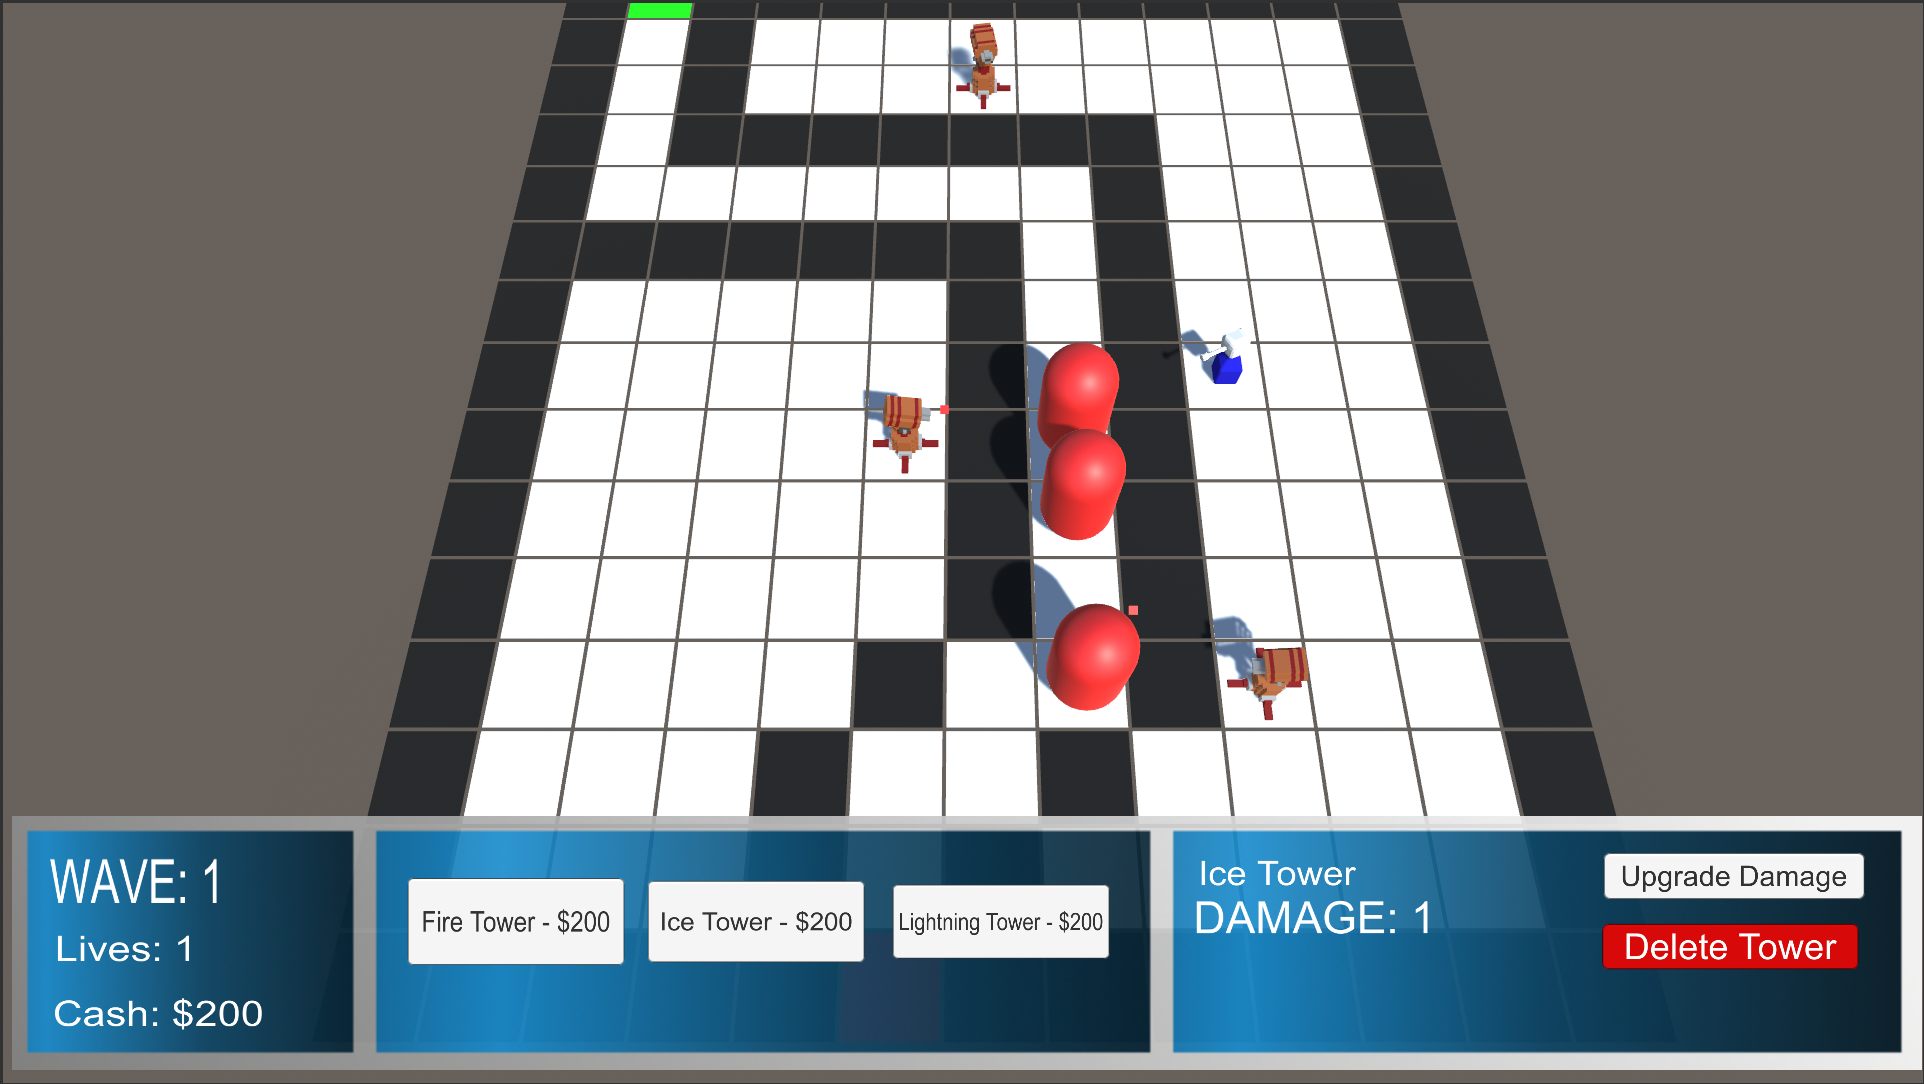 WAVE: 1
Lives: 1
Cash: $200
Fire Tower - $200
Ice Tower - $200
Lightning Tower - $200
Ice Tower
DAMAGE: 1
Upgrade Damage
Delete Tower